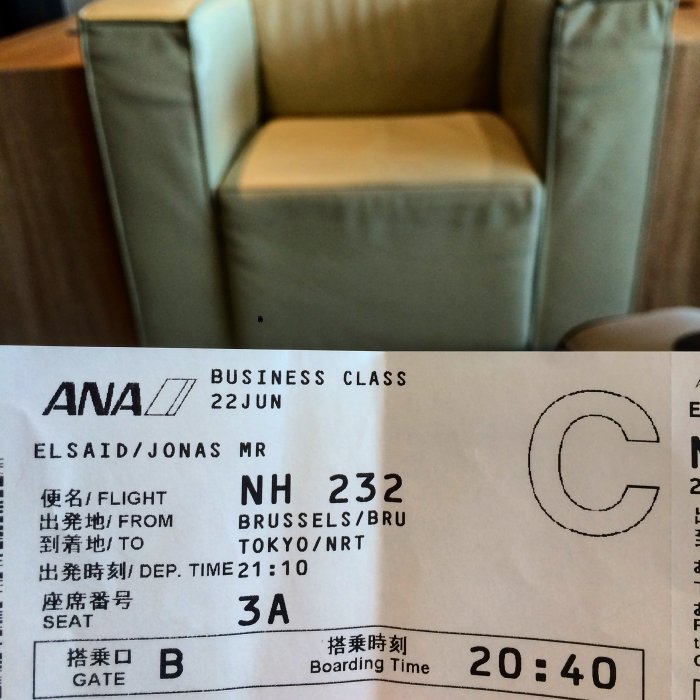 ANA
BUSINESS CLASS
22JUN
C
ELSAID/JONAS MR
便名/ FLIGHT NH 232
出発地/ FROM BRUSSELS/BRU
到着地/ TO TOKYO/NRT
出発時刻/ DEP. TIME 21:10
座席番号
SEAT 3A
搭乗口
GATE B
搭乗時刻
Boarding Time 20:40